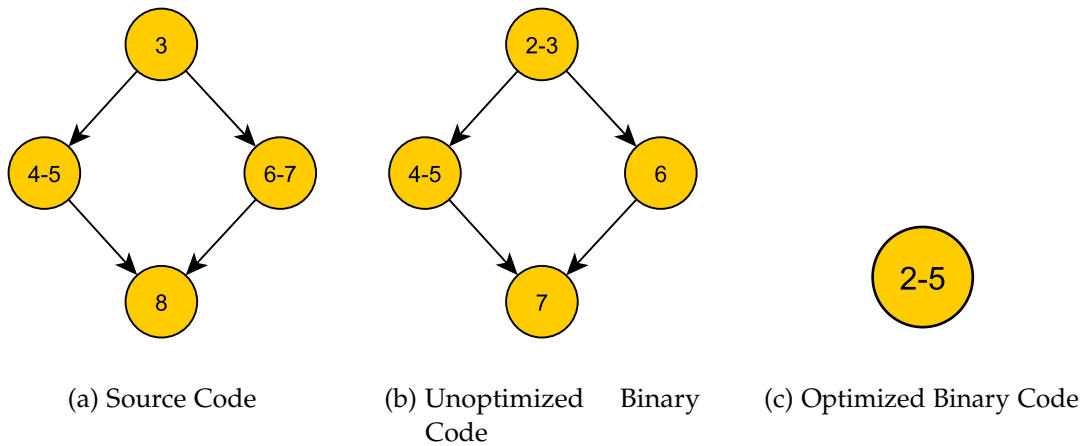 3
2-3
4-5
6-7
4-5
6
8
7
2-5
(a) Source Code
(b) Unoptimized Binary
Code
(c) Optimized Binary Code